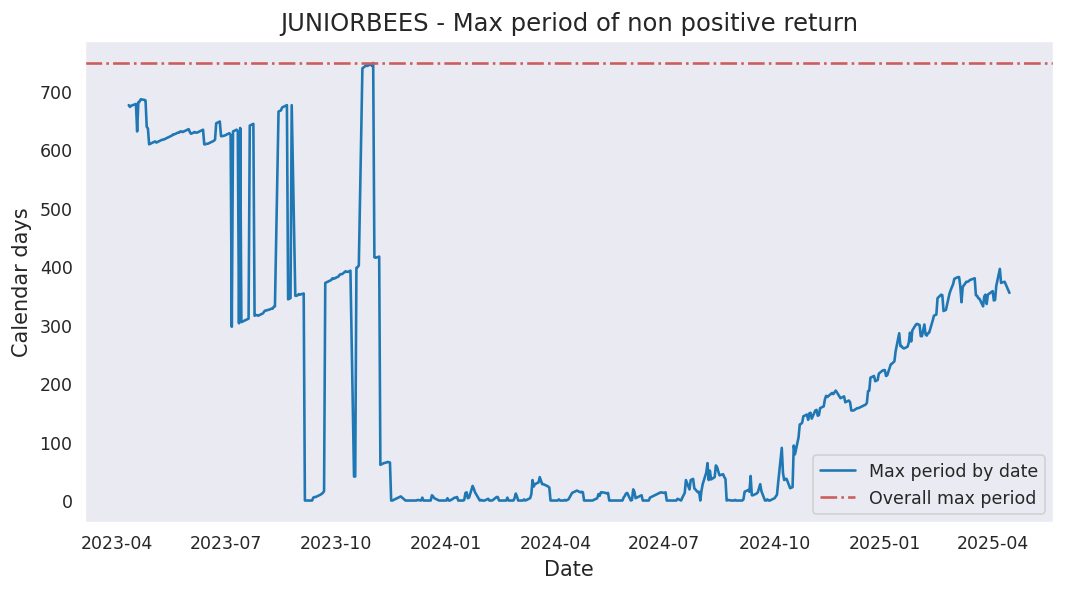 JUNIORBEES - Max period of non positive return
Calendar days
700
600
500
400
300
200
100
0
2023-04 2023-07 2023-10 2024-01 2024-04 2024-07 2024-10 2025-01 2025-04
Date
Max period by date
Overall max period